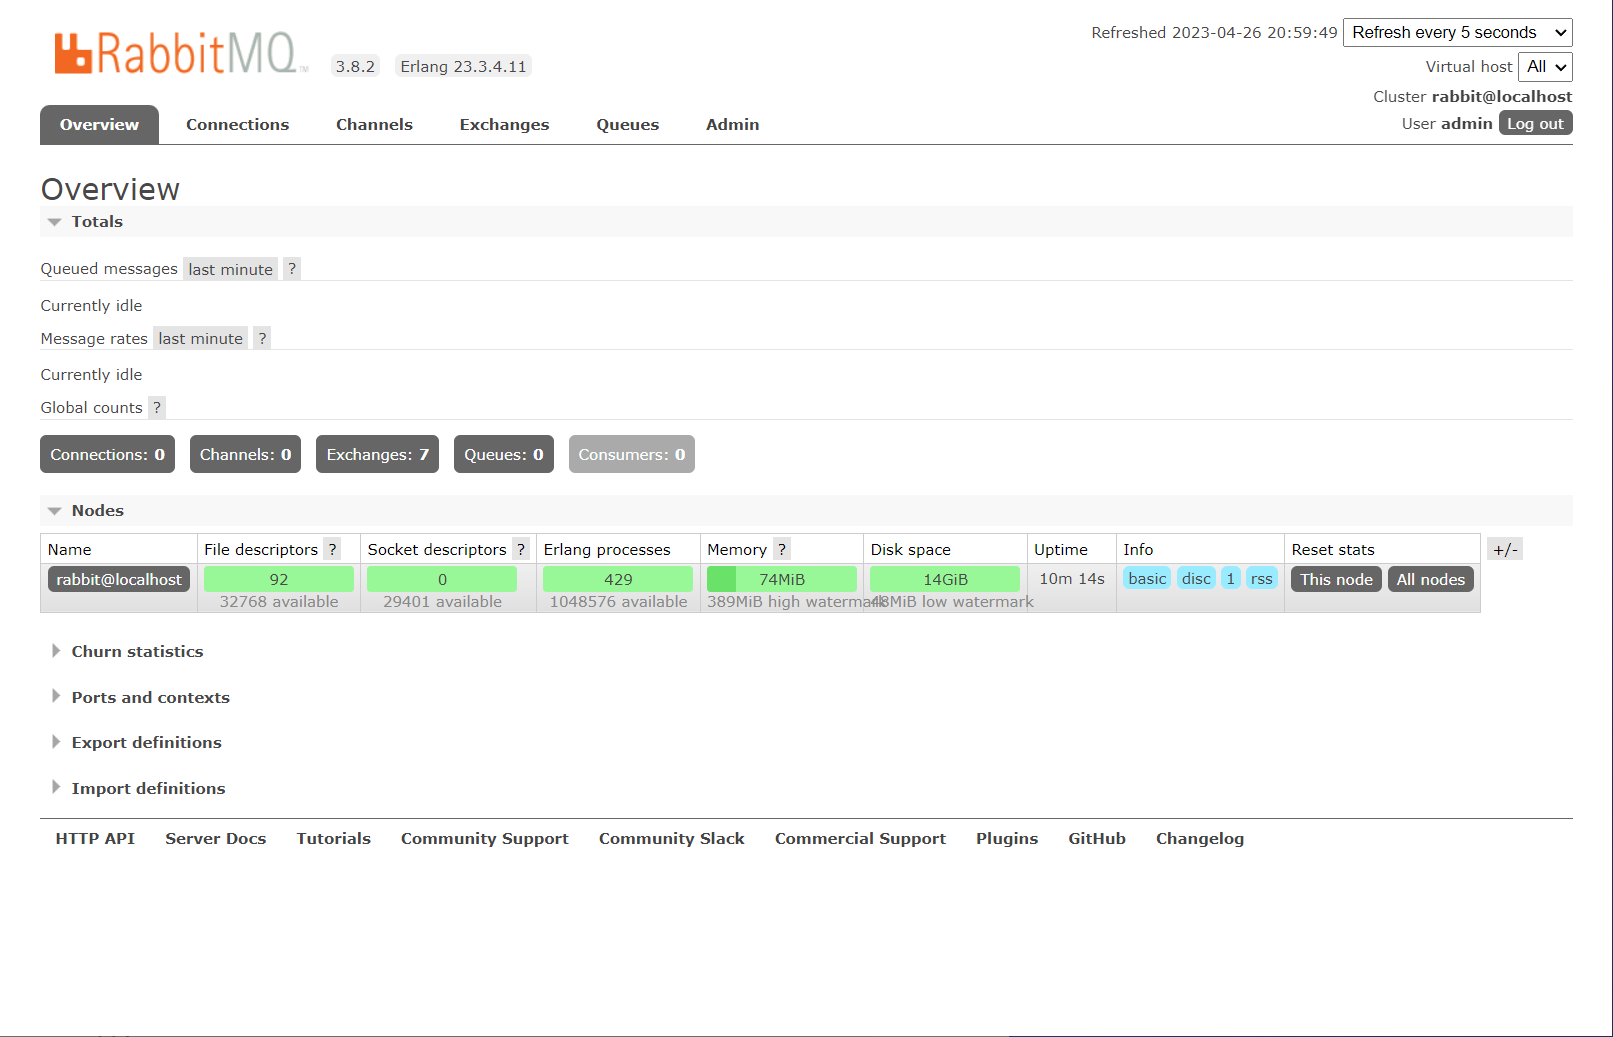 RabbitMQ TM 3.8.2 Erlang 23.3.4.11
Refreshed 2023-04-26 20:59:49 Refresh every 5 seconds
Virtual host All
Cluster rabbit@localhost
User admin Log out
Overview Connections Channels Exchanges Queues Admin
Overview
Totals
Queued messages last minute ?
Currently idle
Message rates last minute ?
Currently idle
Global counts ?
Connections: 0 Channels: 0 Exchanges: 7 Queues: 0 Consumers: 0
Nodes
Name File descriptors ? Socket descriptors ? Erlang processes Memory ? Disk space Uptime Info Reset stats +/-
rabbit@localhost 92 0 429 74MiB 14GiB 10m 14s basic disc 1 rss This node All nodes
32768 available 29401 available 1048576 available 389MiB high watermark 48MiB low watermark
Churn statistics
Ports and contexts
Export definitions
Import definitions
HTTP API Server Docs Tutorials Community Support Community Slack Commercial Support Plugins GitHub Changelog